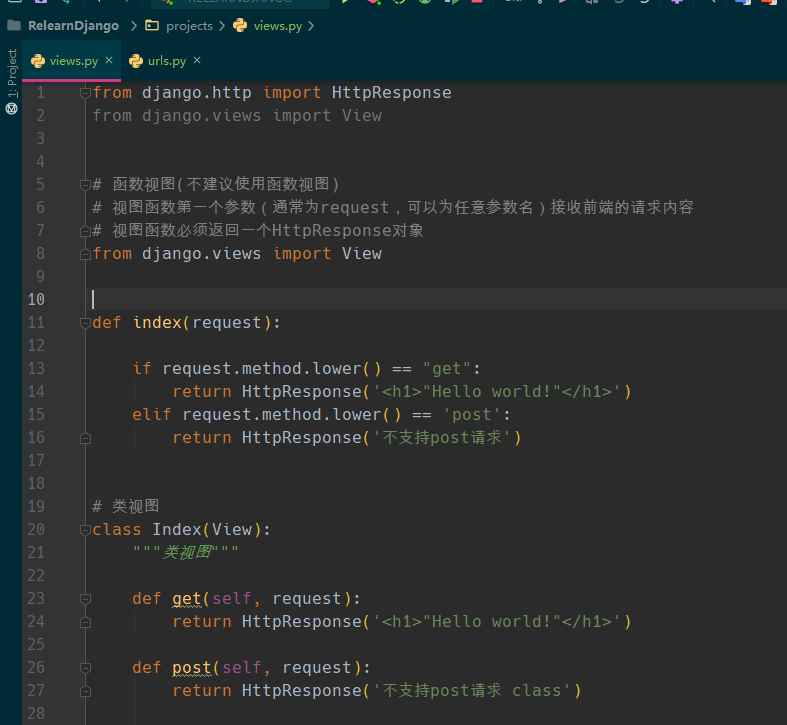 RelearnDjango > projects > views.py >
1: Project
views.py × urls.py ×
1 from django.http import HttpResponse
2 from django.views import View
3
4
5 # 函数视图(不建议使用函数视图)
6 # 视图函数第一个参数（通常为request，可以为任意参数名）接收前端的请求内容
7 # 视图函数必须返回一个HttpResponse对象
8 from django.views import View
9
10
11 def index(request):
12
13     if request.method.lower() == "get":
14         return HttpResponse('<h1>"Hello world!"</h1>')
15     elif request.method.lower() == 'post':
16         return HttpResponse('不支持post请求')
17
18
19 # 类视图
20 class Index(View):
21     """类视图"""
22
23     def get(self, request):
24         return HttpResponse('<h1>"Hello world!"</h1>')
25
26     def post(self, request):
27         return HttpResponse('不支持post请求 class')
28